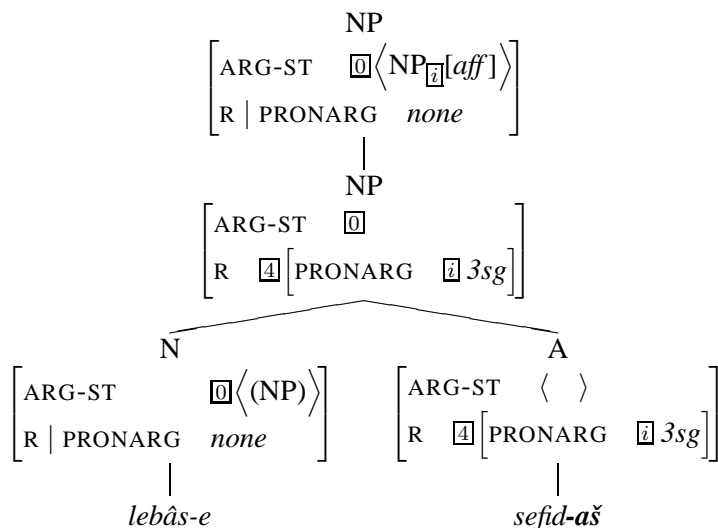 NP
ARG-ST 0⟨NP i [aff]⟩
R | PRONARG none
NP
ARG-ST 0
R 4[PRONARG i 3sg]
N A
ARG-ST 0⟨(NP)⟩ ARG-ST ⟨ ⟩
R | PRONARG none R 4[PRONARG i 3sg]
lebâs-e sefid-aš